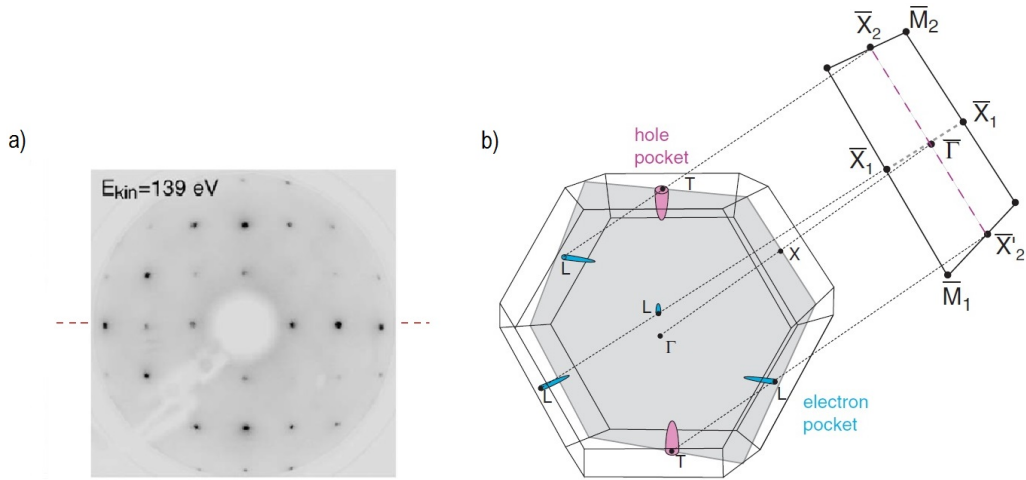 a)
E_kin=139 eV
b)
hole
pocket
T
L
L
X
Γ
L
L
T
electron
pocket
X̅₂
M̅₂
X̅₁
X̅₁
Γ̅
X̅'₂
M̅₁